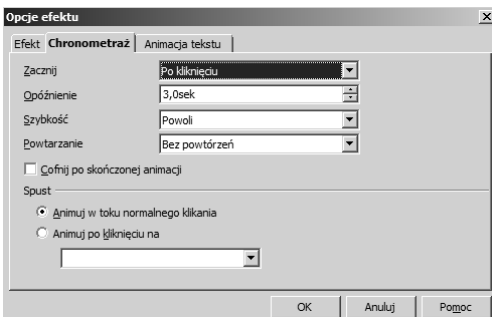 Opcje efektu
Efekt Chronometraż Animacja tekstu
Zacznij Po kliknięciu
Opóźnienie 3,0sek
Szybkość Powoli
Powtarzanie Bez powtórzeń
Cofnij po skończonej animacji
Spust
Animuj w toku normalnego klikania
Animuj po kliknięciu na
OK Anuluj Pomoc